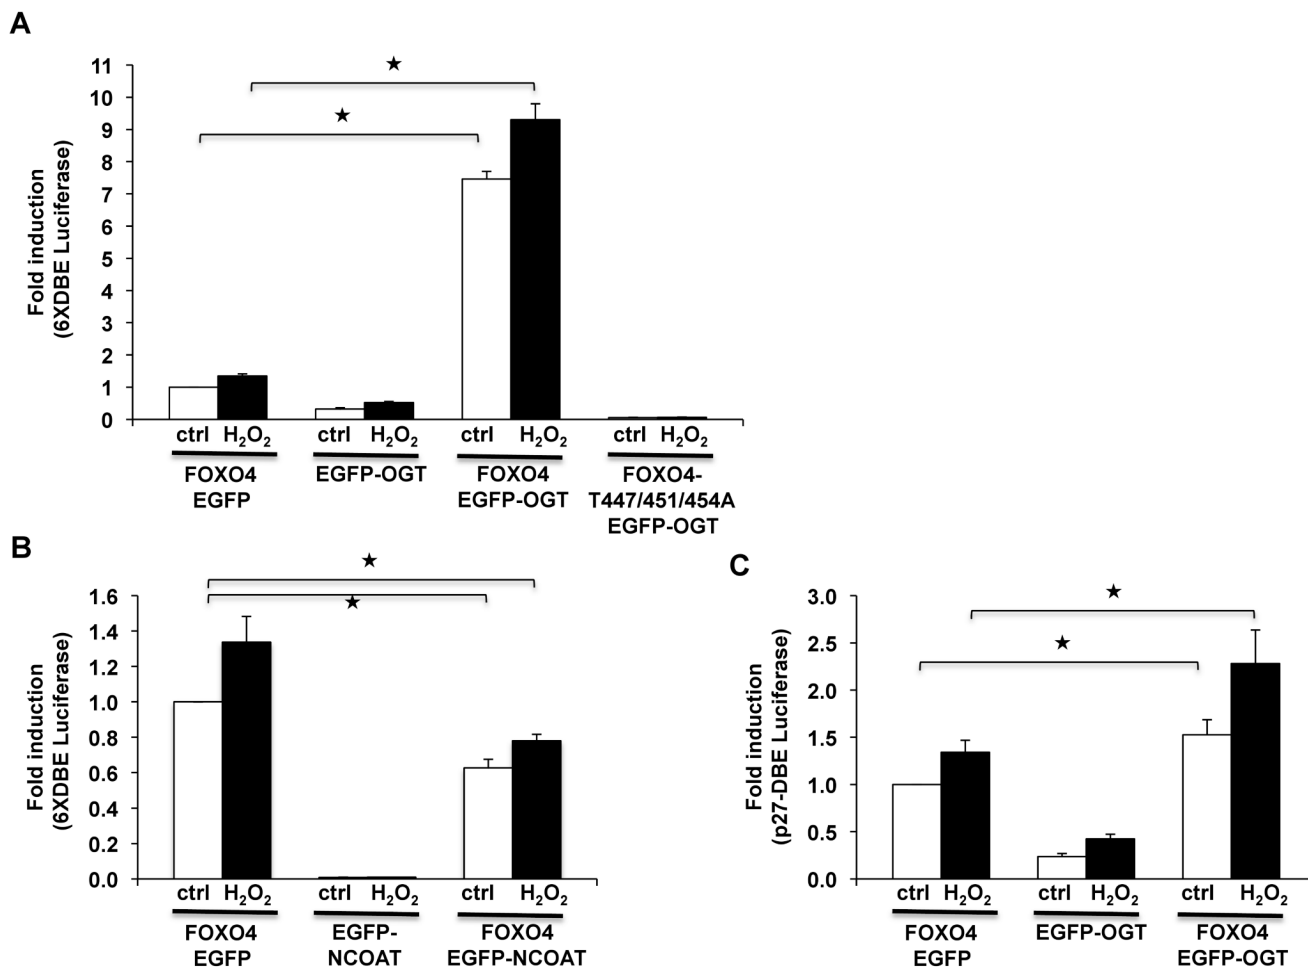 A
Fold induction
(6XDBE Luciferase)
11
10
9
8
7
6
5
4
3
2
1
0
★
★
ctrl H₂O₂ ctrl H₂O₂ ctrl H₂O₂ ctrl H₂O₂
FOXO4 EGFP-OGT FOXO4 FOXO4-
EGFP EGFP-OGT T447/451/454A
EGFP-OGT
B
Fold induction
(6XDBE Luciferase)
1.6
1.4
1.2
1.0
0.8
0.6
0.4
0.2
0.0
★
★
ctrl H₂O₂ ctrl H₂O₂ ctrl H₂O₂
FOXO4 EGFP- FOXO4
EGFP NCOAT EGFP-NCOAT
C
Fold induction
(p27-DBE Luciferase)
3.0
2.5
2.0
1.5
1.0
0.5
0.0
★
★
ctrl H₂O₂ ctrl H₂O₂ ctrl H₂O₂
FOXO4 EGFP-OGT FOXO4
EGFP EGFP-OGT